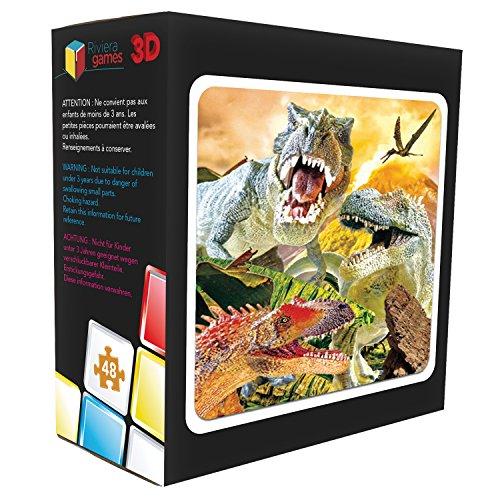 Riviera
games 3D
ATTENTION : Ne convient pas aux
enfants de moins de 3 ans. Les
petites pièces pourraient être avalées
ou inhalées.
Renseignements à conserver.
WARNING : Not suitable for children
under 3 years due to danger of
swallowing small parts.
Choking hazard.
Retain this information for future
reference.
ACHTUNG : Nicht für Kinder
unter 3 Jahren geeignet wegen
verschluckbarer Kleinteile.
Erstickungsgefahr.
Diese information verwahren.
48